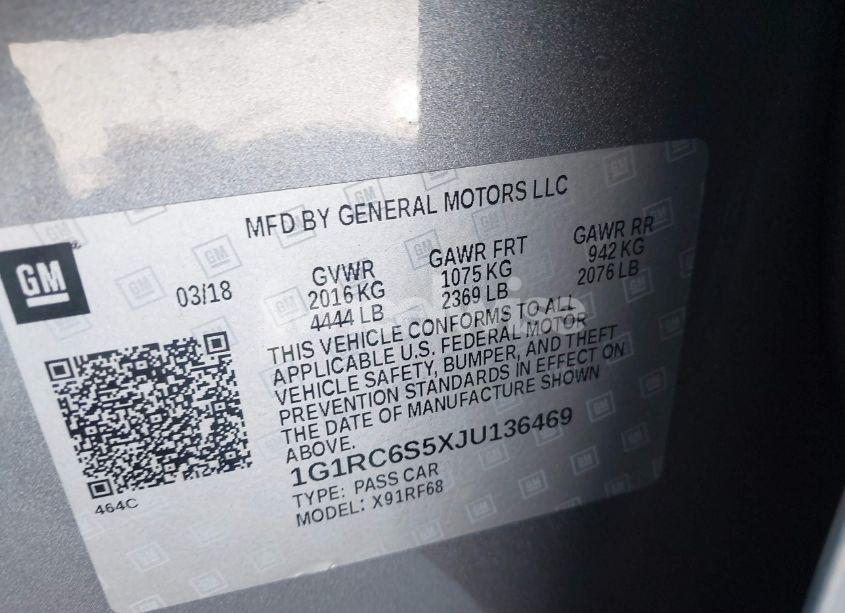 MFD BY GENERAL MOTORS LLC
GM
03/18
GVWR
2016 KG
4444 LB
GAWR FRT
1075 KG
2369 LB
GAWR RR
942 KG
2076 LB
THIS VEHICLE CONFORMS TO ALL
APPLICABLE U.S. FEDERAL MOTOR
VEHICLE SAFETY, BUMPER, AND THEFT
PREVENTION STANDARDS IN EFFECT ON
THE DATE OF MANUFACTURE SHOWN
ABOVE.
1G1RC6S5XJU136469
TYPE: PASS CAR
MODEL: X91RF68
464C